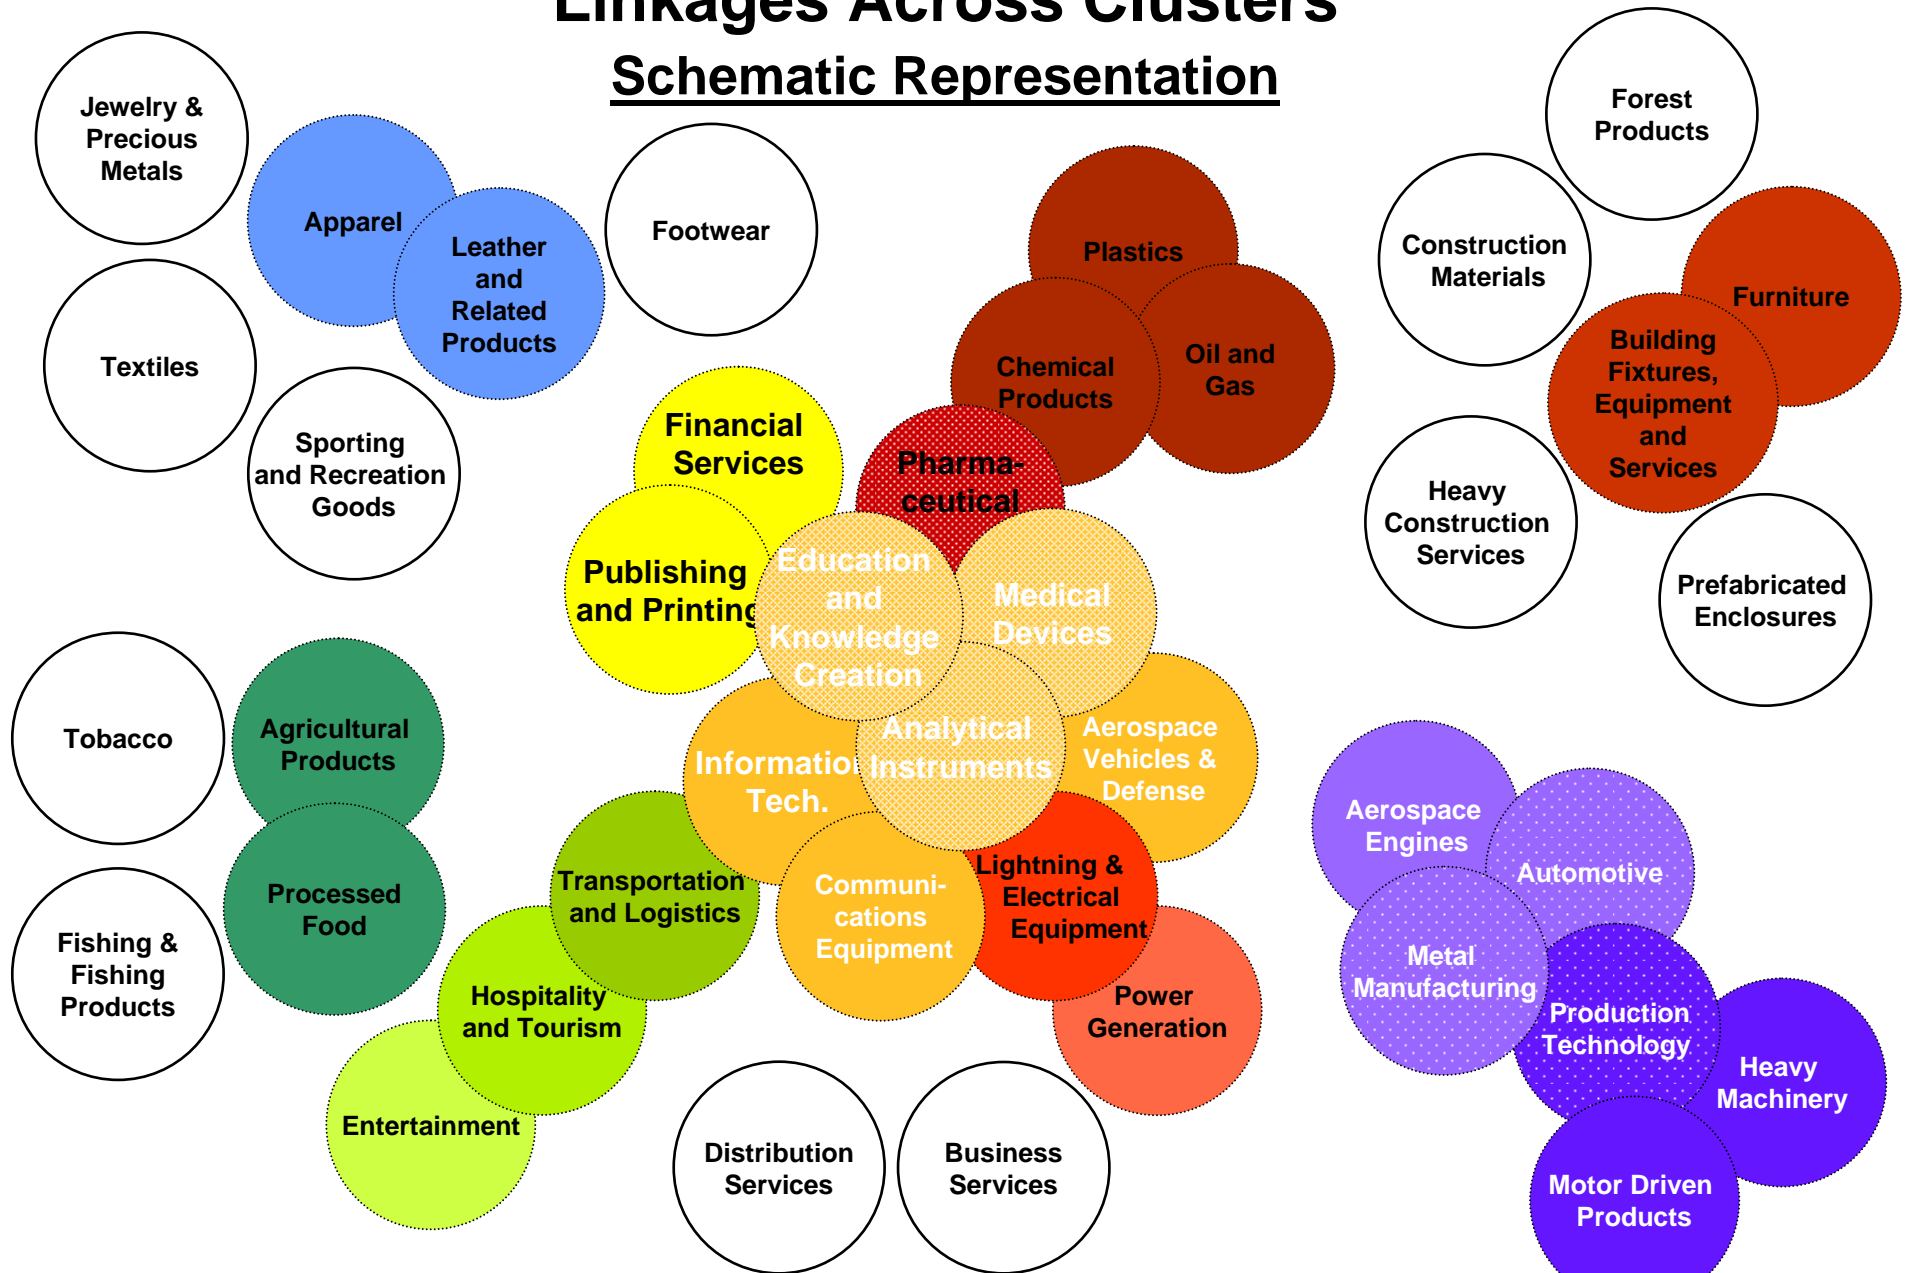 Linkages Across Clusters
Schematic Representation
Jewelry &
Precious
Metals
Apparel
Leather
and
Related
Products
Footwear
Textiles
Sporting
and Recreation
Goods
Plastics
Chemical
Products
Oil and
Gas
Forest
Products
Construction
Materials
Furniture
Building
Fixtures,
Equipment
and
Services
Heavy
Construction
Services
Prefabricated
Enclosures
Financial
Services
Publishing
and Printing
Pharma-
ceutical
Education
and
Knowledge
Creation
Medical
Devices
Analytical
Instruments
Information
Tech.
Aerospace
Vehicles &
Defense
Communi-
cations
Equipment
Lightning &
Electrical
Equipment
Power
Generation
Transportation
and Logistics
Hospitality
and Tourism
Entertainment
Tobacco
Agricultural
Products
Processed
Food
Fishing &
Fishing
Products
Distribution
Services
Business
Services
Aerospace
Engines
Automotive
Metal
Manufacturing
Production
Technology
Heavy
Machinery
Motor Driven
Products